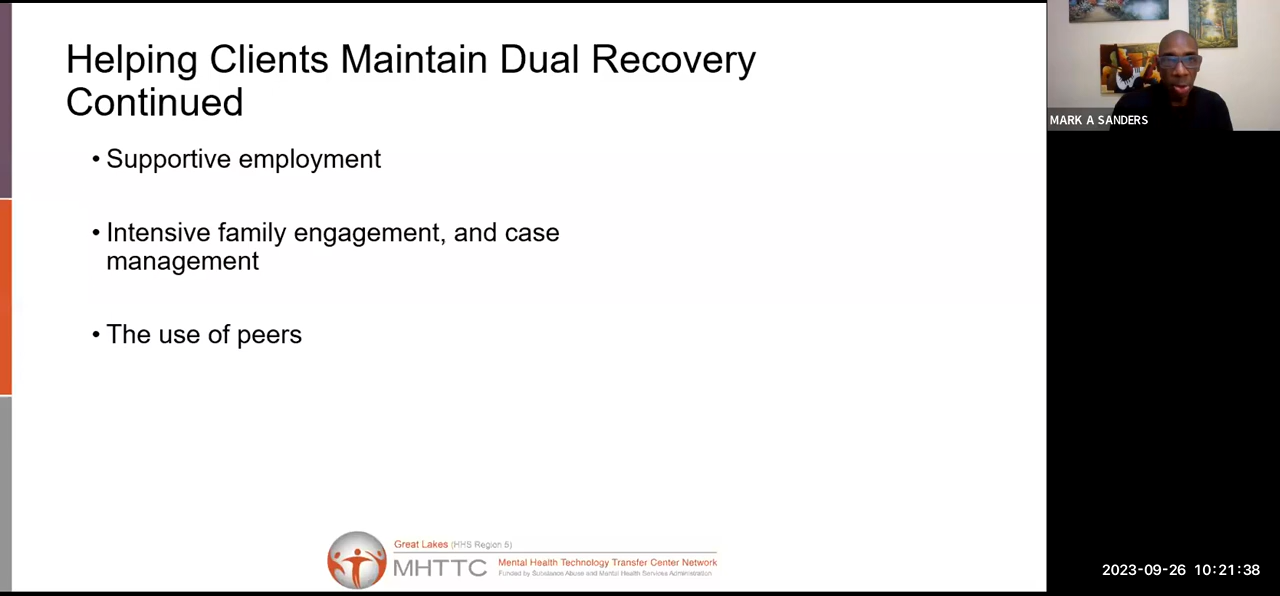 Helping Clients Maintain Dual Recovery
Continued
• Supportive employment
• Intensive family engagement, and case
management
• The use of peers
MARK A SANDERS
Great Lakes (HHS Region 5)
MHTTC
Mental Health Technology Transfer Center Network
Funded by Substance Abuse and Mental Health Services Administration
2023-09-26 10:21:38